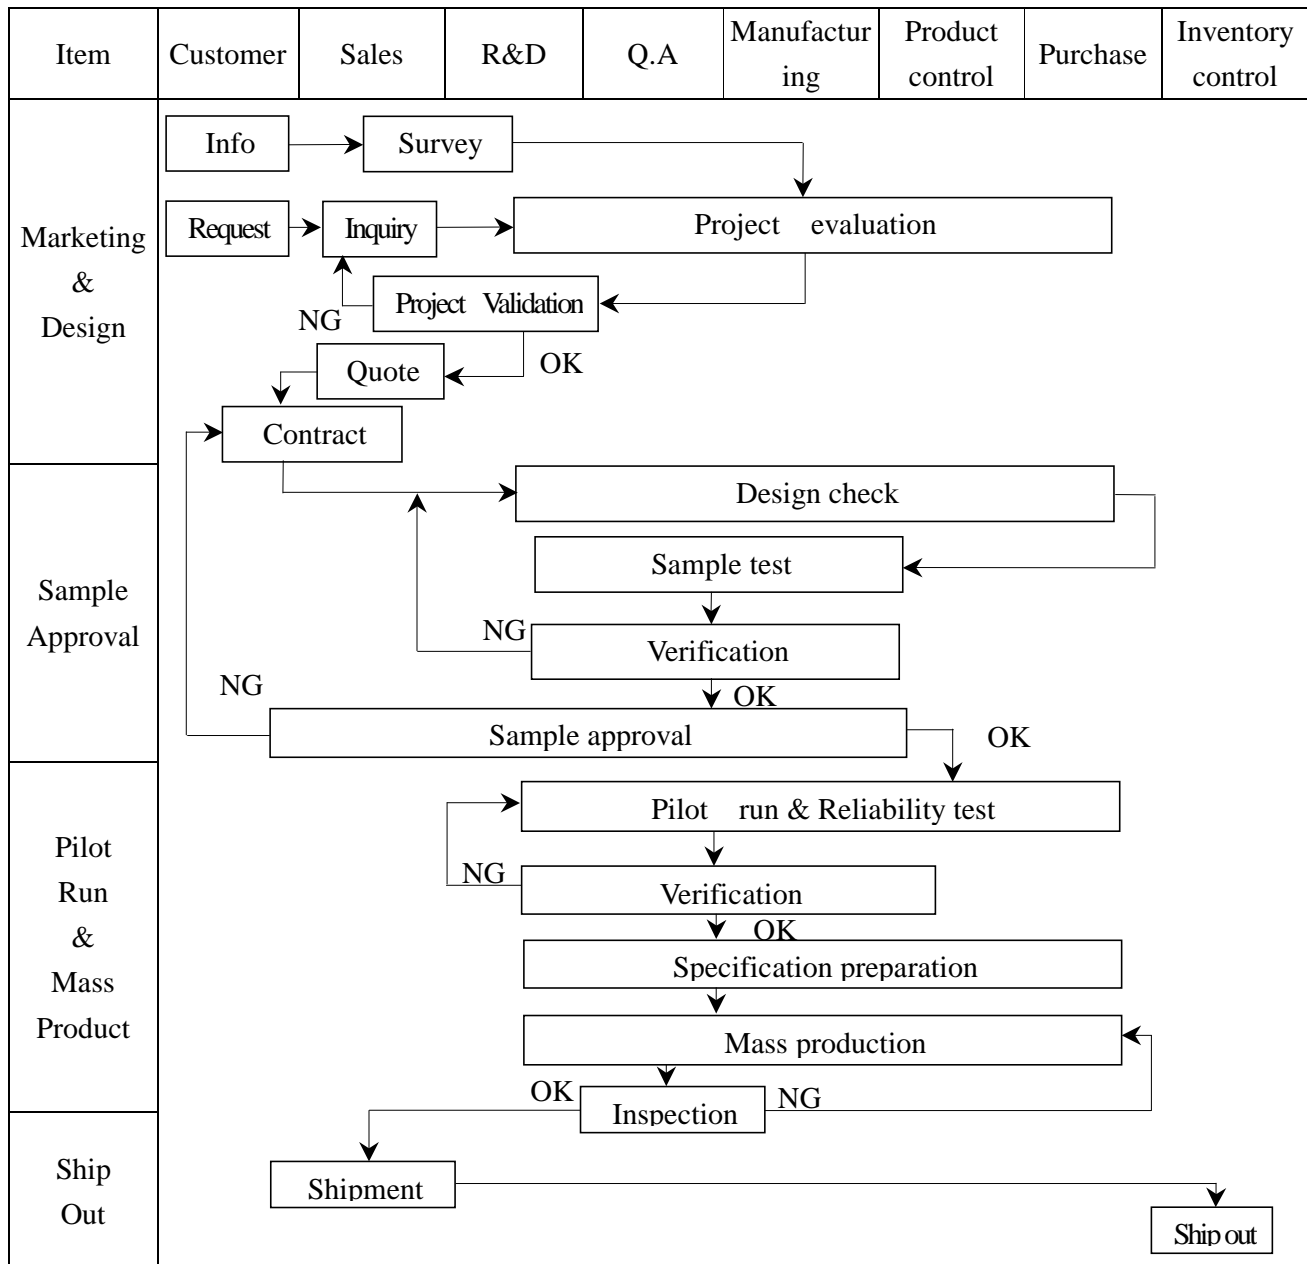 Item
Customer
Sales
R&D
Q.A
Manufactur
ing
Product
control
Purchase
Inventory
control
Marketing
&
Design
Info
Survey
Request
Inquiry
Project evaluation
Project Validation
NG
Quote
OK
Contract
Sample
Approval
Design check
Sample test
NG
Verification
NG
OK
Sample approval
OK
Pilot
Run
&
Mass
Product
Pilot run & Reliability test
NG
Verification
OK
Specification preparation
Mass production
OK
Inspection
NG
Ship
Out
Shipment
Ship out